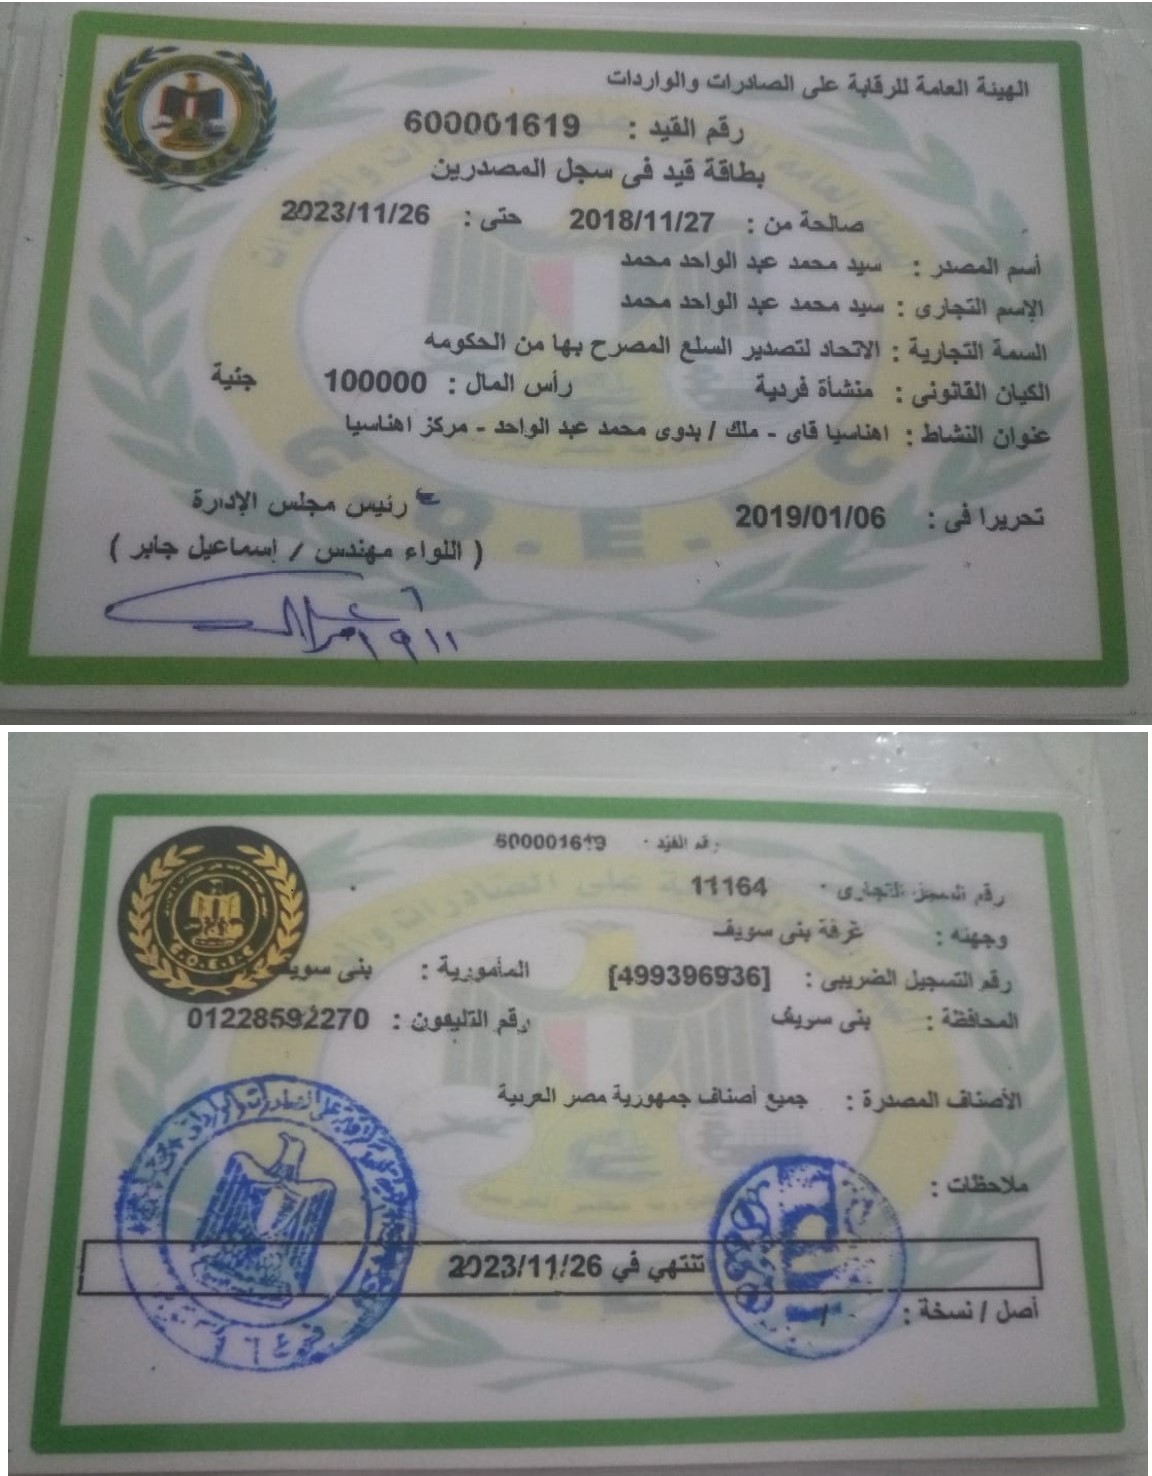 الهيئة العامة للرقابة على الصادرات والواردات
رقم القيد : 600001619
بطاقة قيد فى سجل المصدرين
صالحة من : 2018/11/27 حتى : 2023/11/26
أسم المصدر : سيد محمد عبد الواحد محمد
الإسم التجارى : سيد محمد عبد الواحد محمد
السمة التجارية : الاتحاد لتصدير السلع المصرح بها من الحكومه
الكيان القانونى : منشأة فردية رأس المال : 100000 جنية
عنوان النشاط : اهناسيا قاى - ملك / بدوى محمد عبد الواحد - مركز اهناسيا
تحريرا فى : 2019/01/06
رئيس مجلس الإدارة
( اللواء مهندس / إسماعيل جابر )
G.O.E.I.C
رقم القيد : 600001619
رقم السجل التجارى : 11164
وجهته : غرفة بنى سويف
رقم التسجيل الضريبى : [499396936] المأمورية : بنى سويف
المحافظة : بنى سويف رقم التليفون : 01228592270
الأصناف المصدرة : جميع أصناف جمهورية مصر العربية
ملاحظات :
تنتهي في 2023/11/26
أصل / نسخة : /
G.O.E.I.C